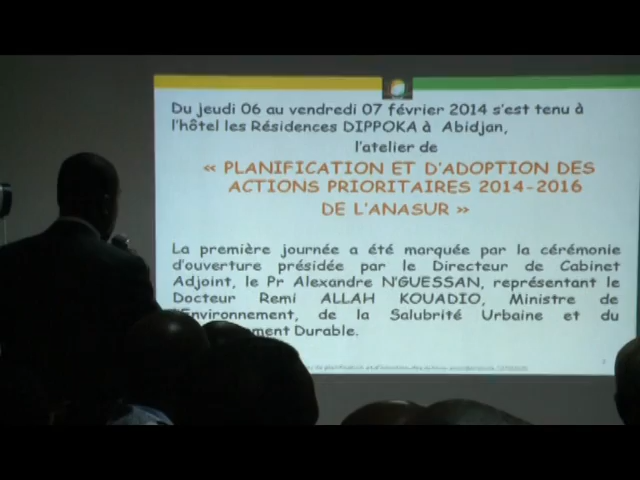 Du jeudi 06 au vendredi 07 février 2014 s'est tenu à
l'hôtel les Résidences DIPPOKA à Abidjan,
l'atelier de
« PLANIFICATION ET D'ADOPTION DES
ACTIONS PRIORITAIRES 2014-2016
DE L'ANASUR »
La première journée a été marquée par la cérémonie
d'ouverture présidée par le Directeur de Cabinet
Adjoint, le Pr Alexandre N'GUESSAN, représentant le
Docteur Remi ALLAH KOUADIO, Ministre de
l'Environnement, de la Salubrité Urbaine et du
ment Durable.